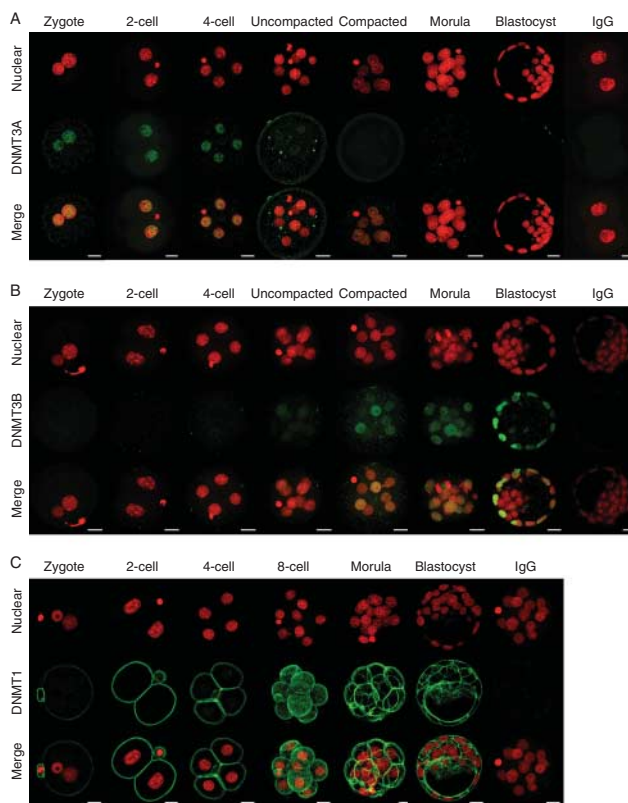 A
Zygote 2-cell 4-cell Uncompacted Compacted Morula Blastocyst IgG
Nuclear
DNMT3A
Merge
B
Zygote 2-cell 4-cell Uncompacted Compacted Morula Blastocyst IgG
Nuclear
DNMT3B
Merge
C
Zygote 2-cell 4-cell 8-cell Morula Blastocyst IgG
Nuclear
DNMT1
Merge